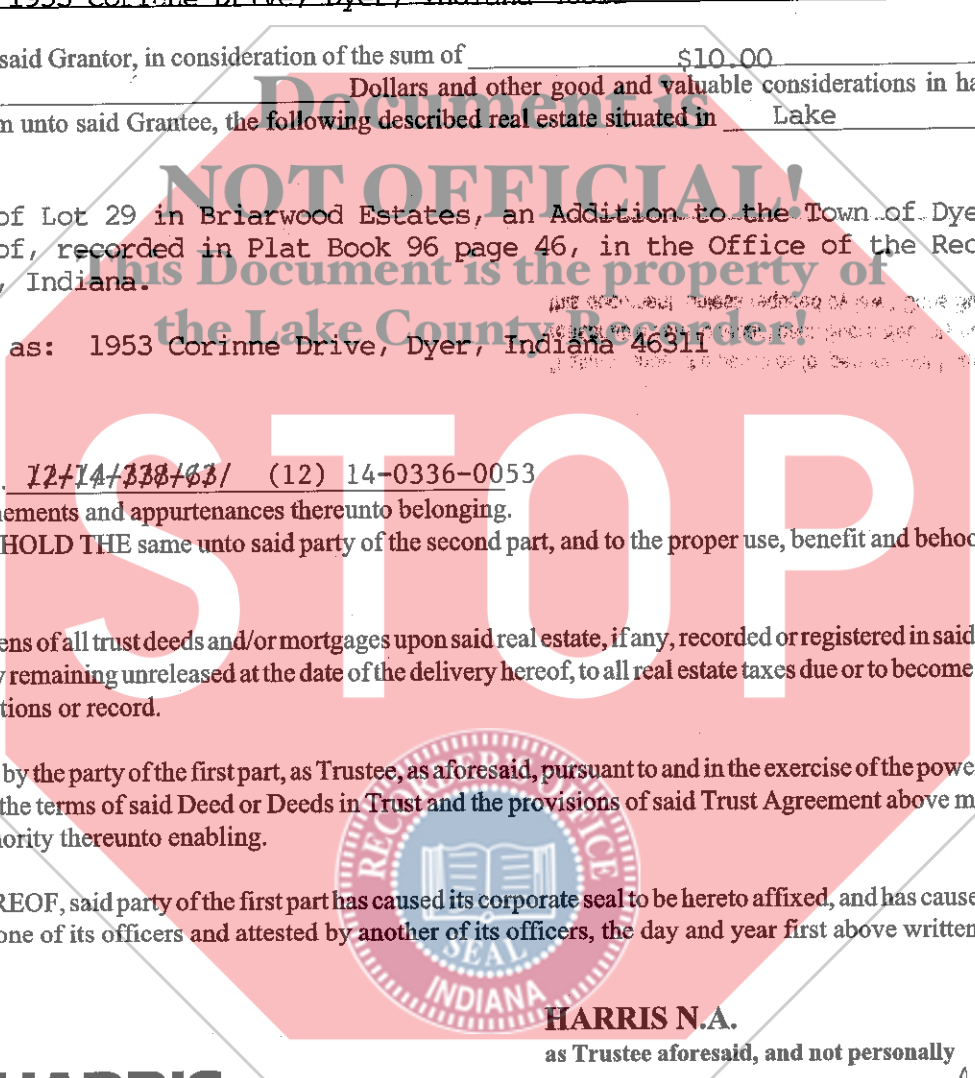 1953 Corinne Drive, Dyer, Indiana
said Grantor, in consideration of the sum of $10.00
Dollars and other good and valuable considerations in ha
m unto said Grantee, the following described real estate situated in Lake
Document is
NOT OFFICIAL!
This Document is the property of
the Lake County Recorder!
of Lot 29 in Briarwood Estates, an Addition to the Town of Dye
of, recorded in Plat Book 96 page 46, in the Office of the Rec
, Indiana.
as: 1953 Corinne Drive, Dyer, Indiana 46311
STOP
(12) 14-0336-0053
ements and appurtenances thereunto belonging.
HOLD THE same unto said party of the second part, and to the proper use, benefit and behoo
ens of all trust deeds and/or mortgages upon said real estate, if any, recorded or registered in said
y remaining unreleased at the date of the delivery hereof, to all real estate taxes due or to become
tions or record.
by the party of the first part, as Trustee, as aforesaid, pursuant to and in the exercise of the powe
the terms of said Deed or Deeds in Trust and the provisions of said Trust Agreement above m
ority thereunto enabling.
REOF, said party of the first part has caused its corporate seal to be hereto affixed, and has cause
one of its officers and attested by another of its officers, the day and year first above written
RECORDER'S OFFICE
SEAL
INDIANA
HARRIS N.A.
as Trustee aforesaid, and not personally
HARRIS